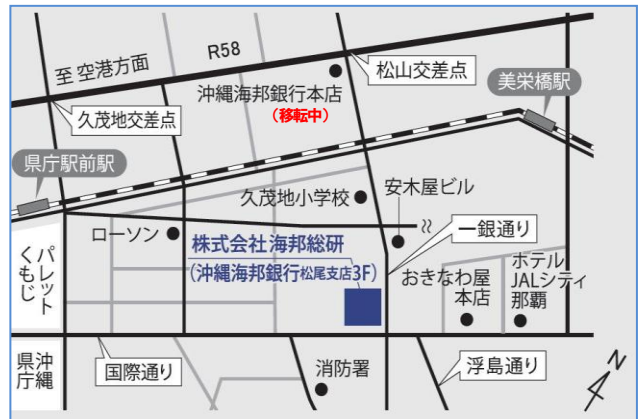 R58
至 空港方面
松山交差点
美栄橋駅
沖縄海邦銀行本店
(移転中)
久茂地交差点
県庁駅前駅
久茂地小学校
安木屋ビル
ローソン
一銀通り
株式会社海邦総研
(沖縄海邦銀行松尾支店3F)
パレット
くもじ
おきなわ屋
本店
ホテル
JALシティ
那覇
沖縄
県庁
国際通り
消防署
浮島通り
N